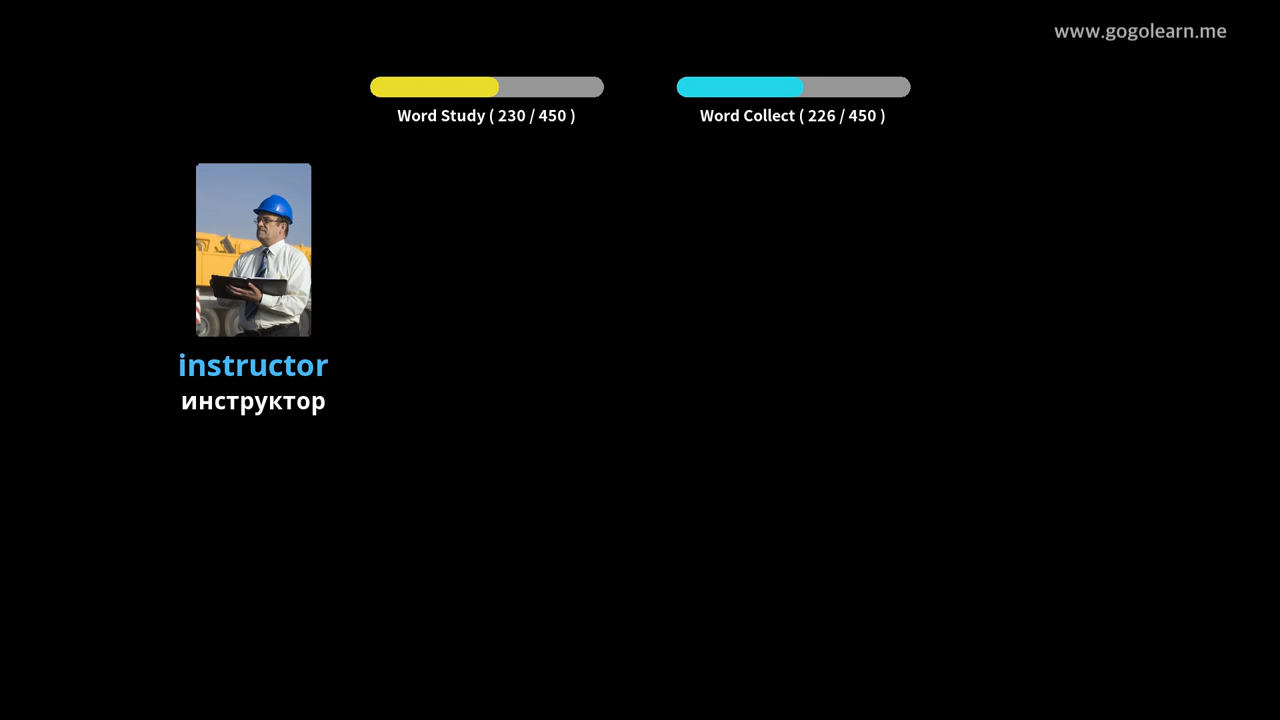 www.gogolearn.me
Word Study ( 230 / 450 )
Word Collect ( 226 / 450 )
instructor
инструктор